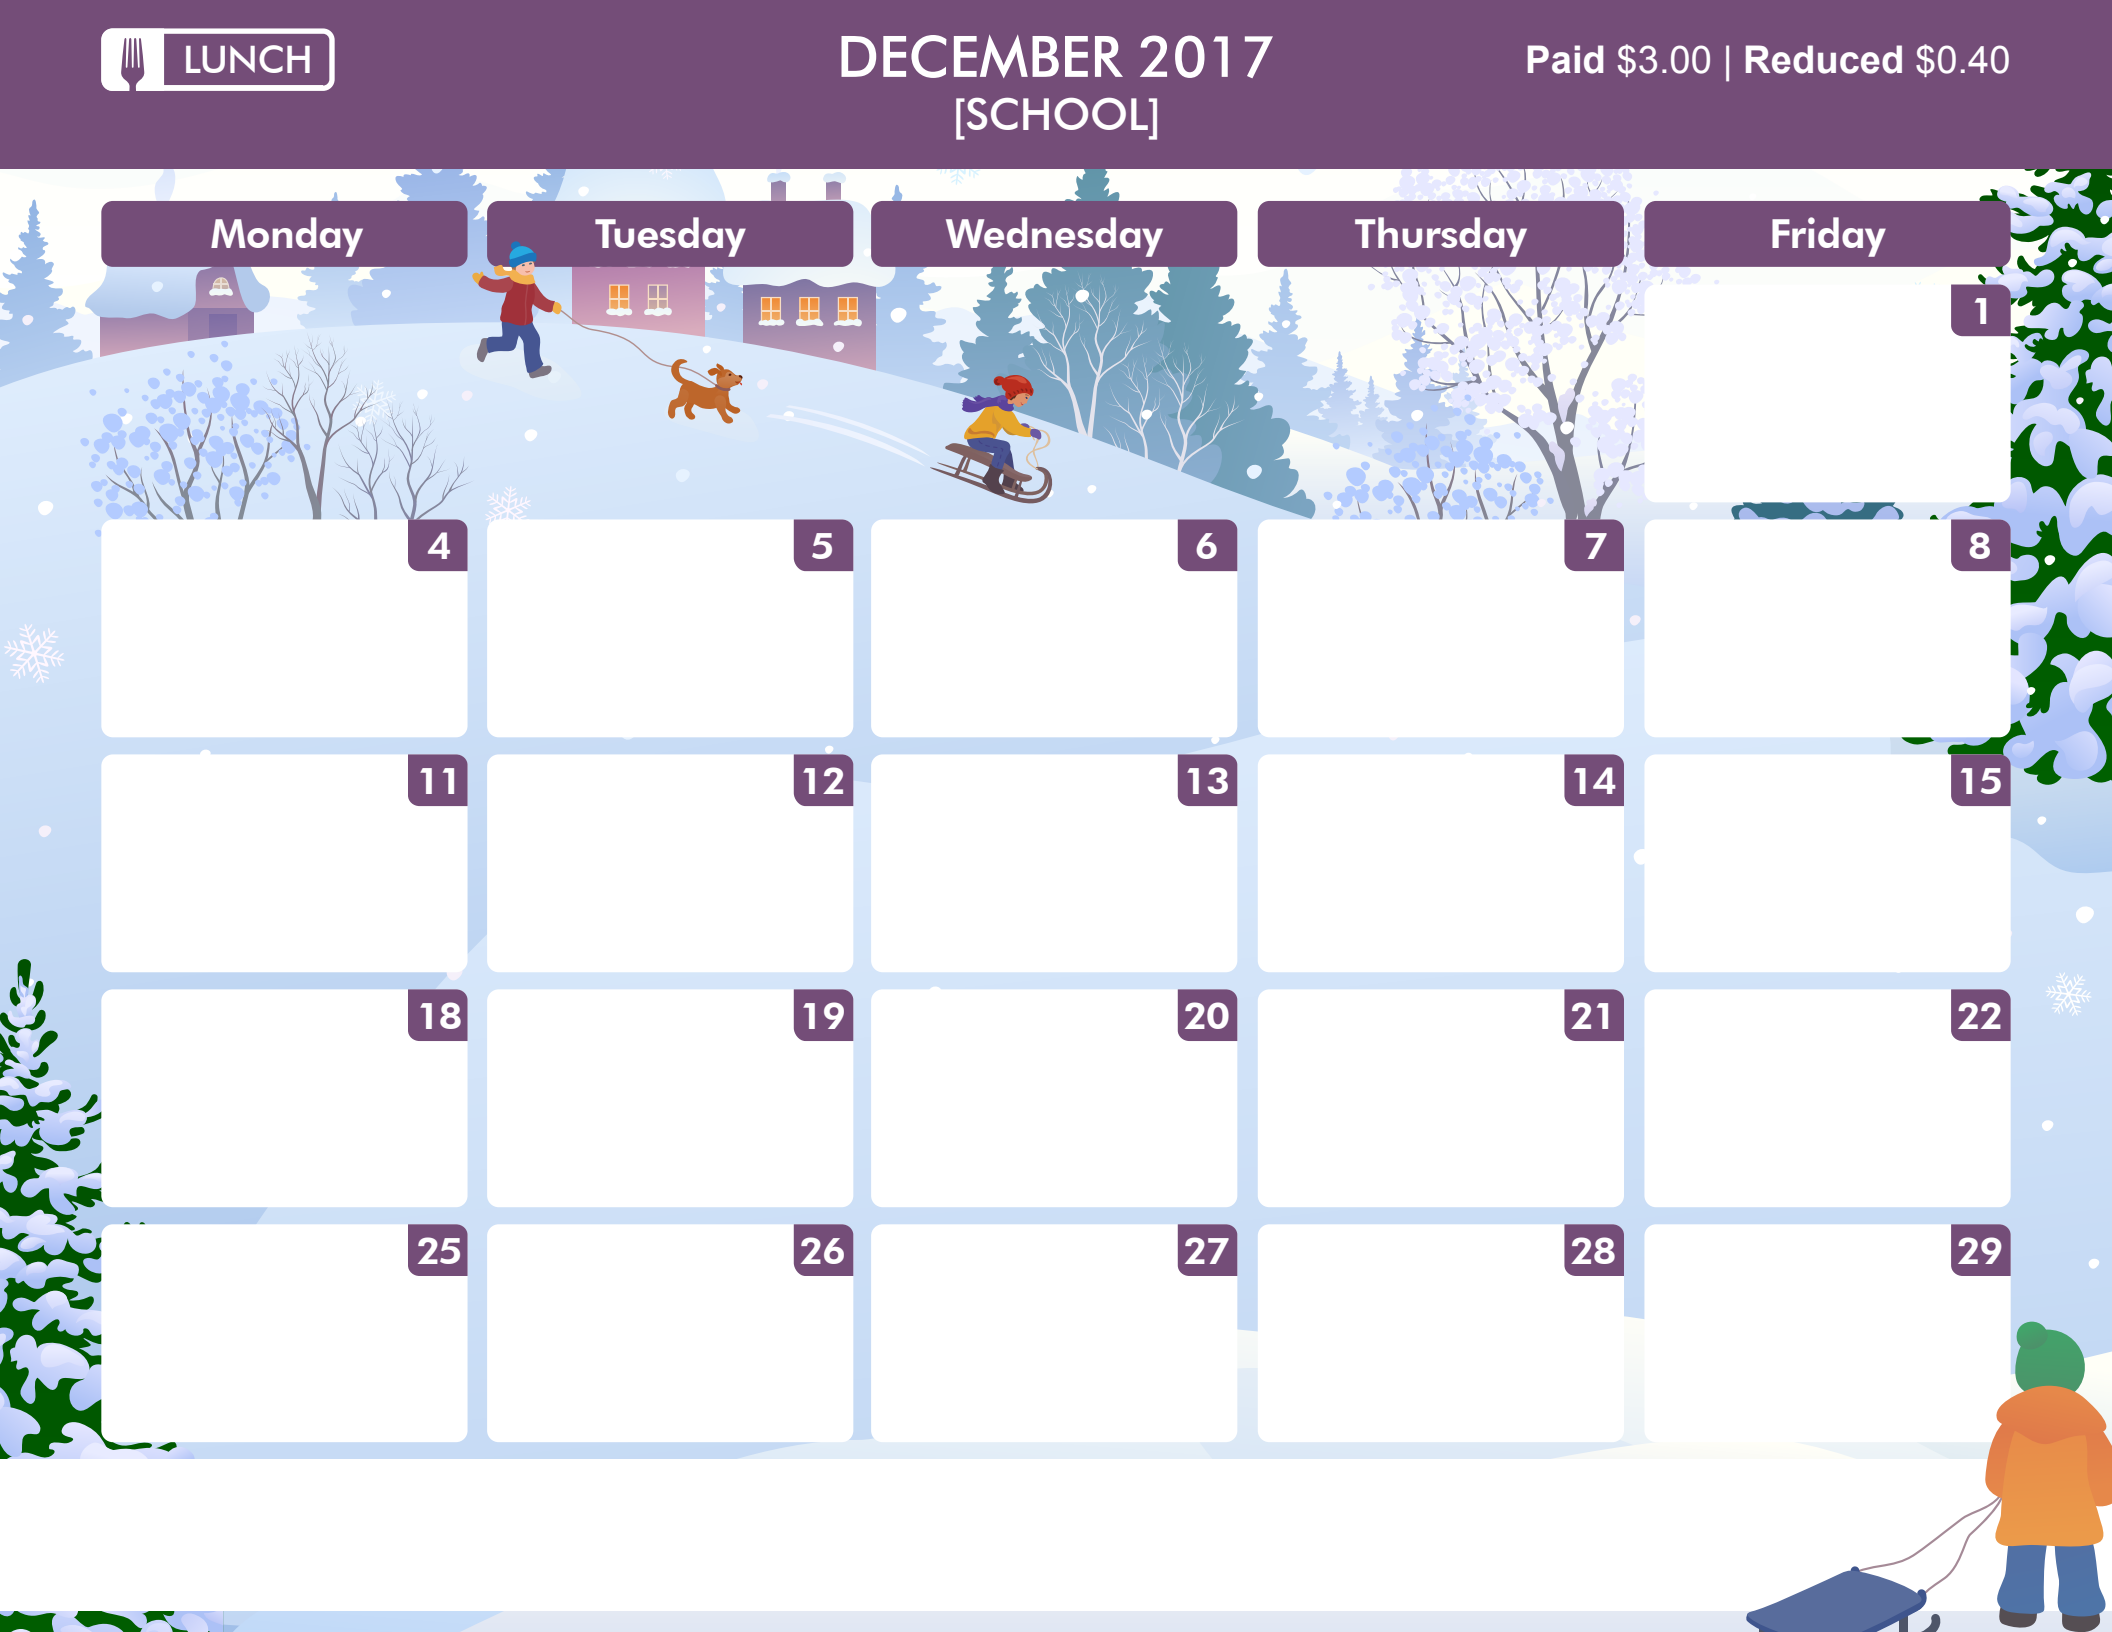 LUNCH
DECEMBER 2017
[SCHOOL]
Paid $3.00 | Reduced $0.40
Monday Tuesday Wednesday Thursday Friday
1
4 5 6 7 8
11 12 13 14 15
18 19 20 21 22
25 26 27 28 29